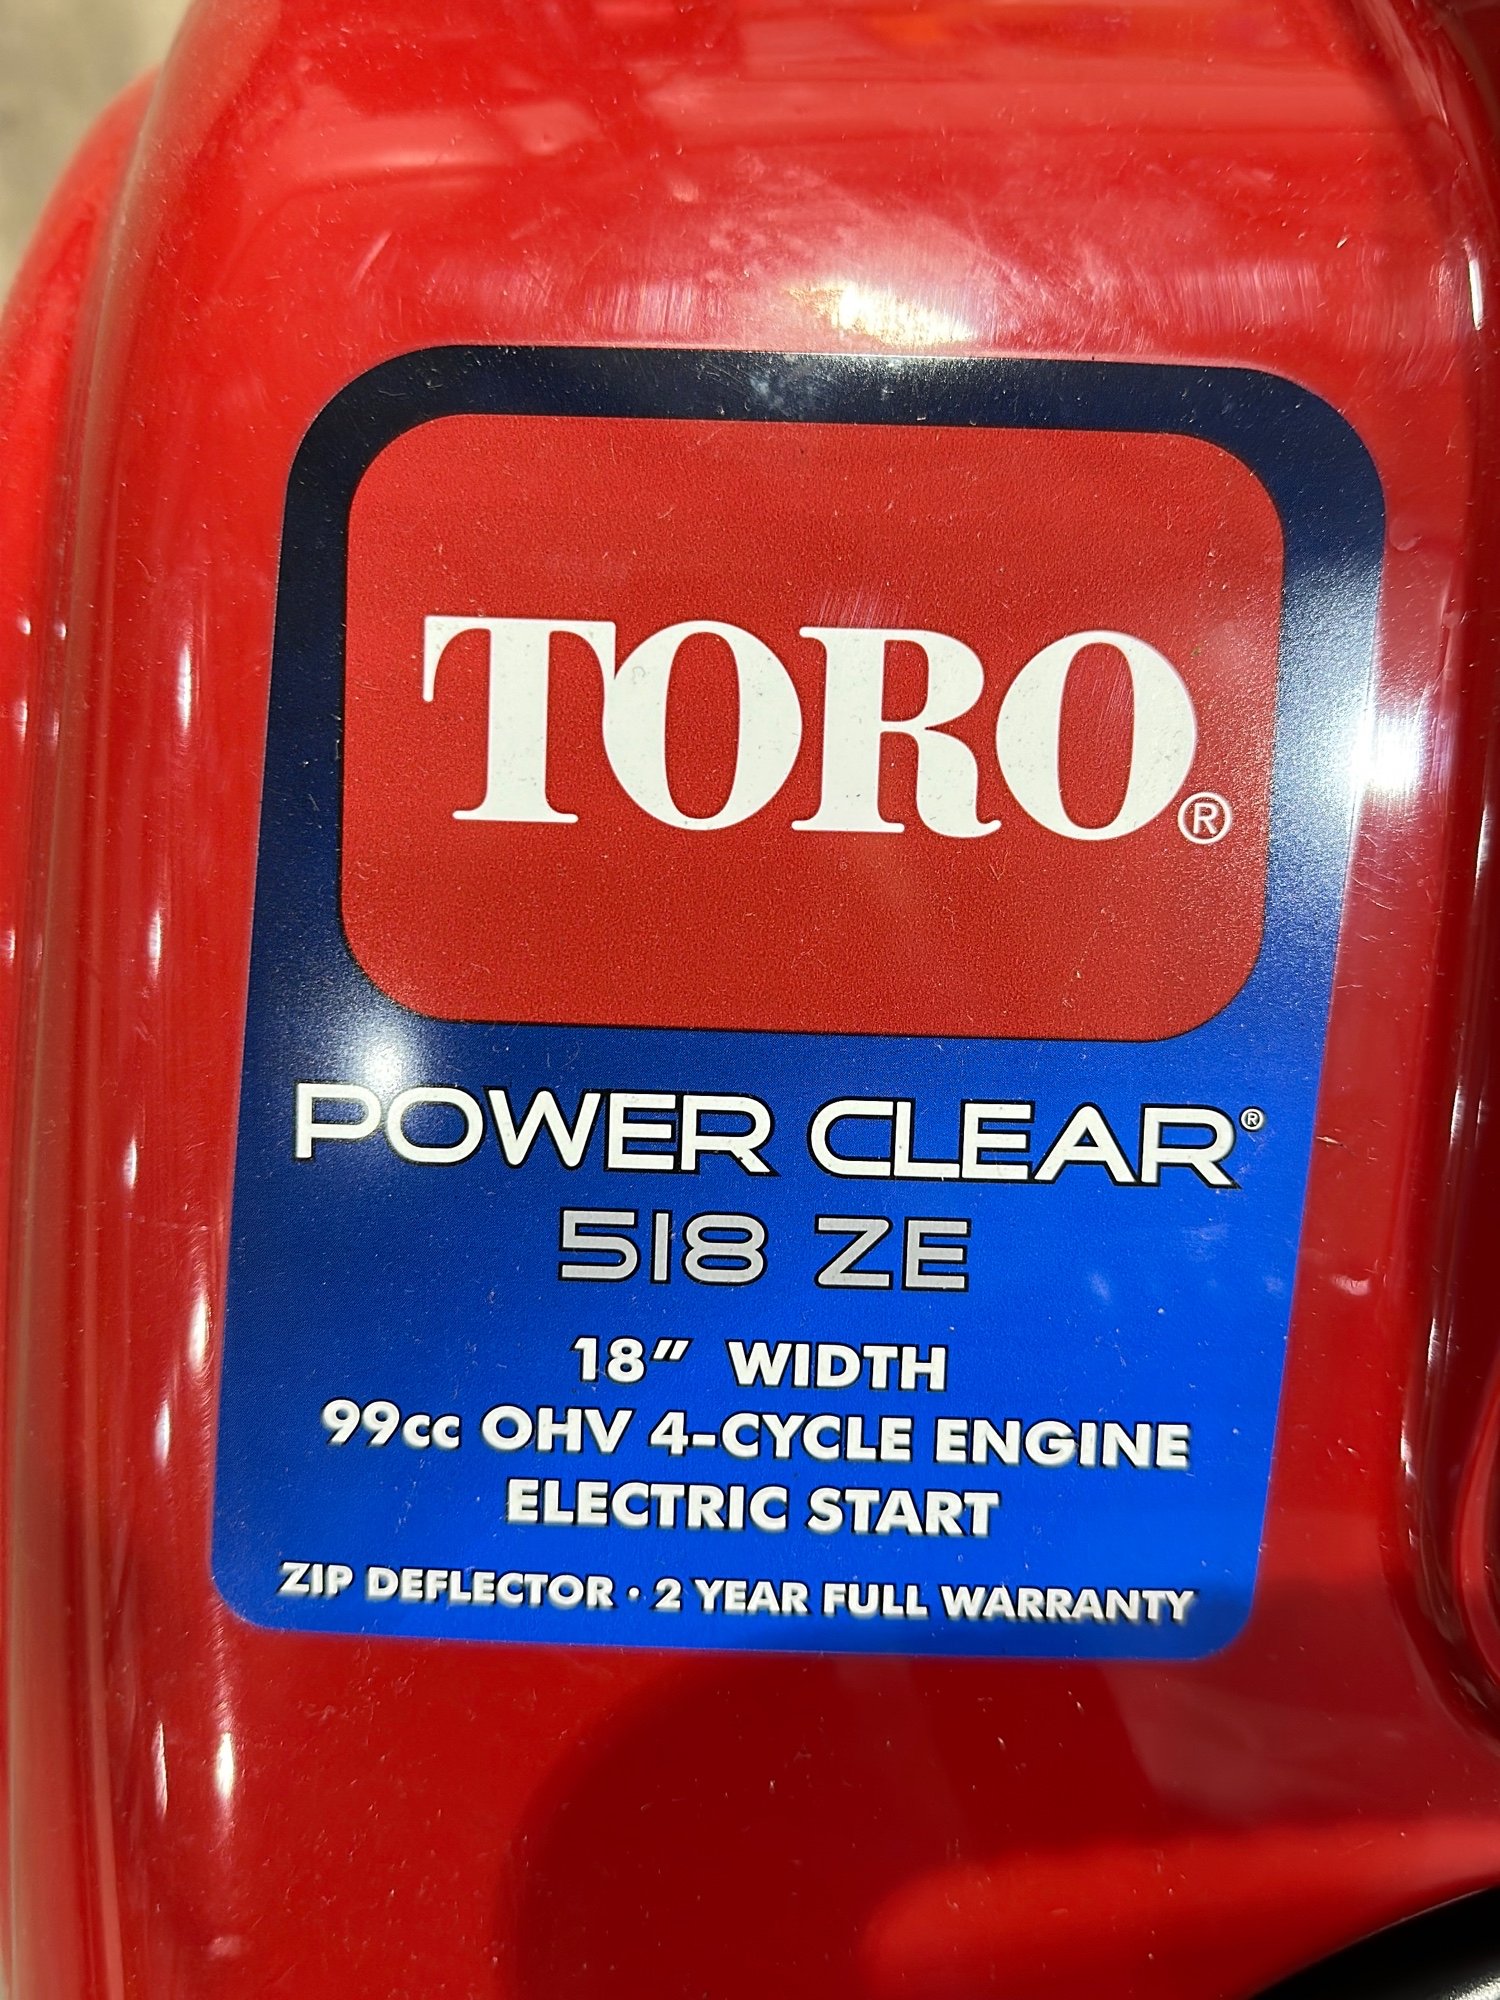 TORO®
POWER CLEAR®
518 ZE
18" WIDTH
99cc OHV 4-CYCLE ENGINE
ELECTRIC START
ZIP DEFLECTOR · 2 YEAR FULL WARRANTY